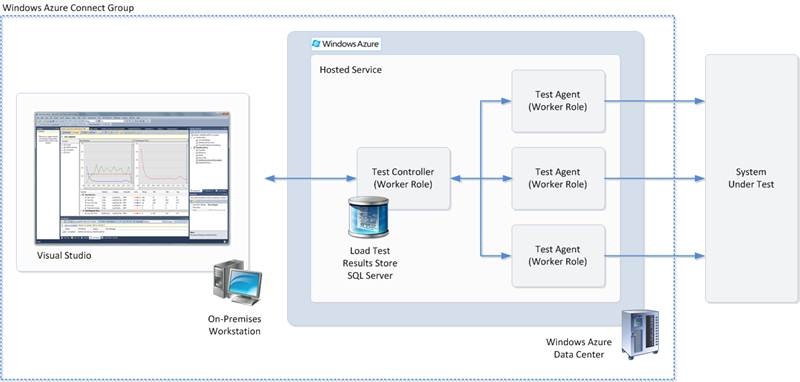 Windows Azure Connect Group
Windows Azure
Hosted Service
Test Agent
(Worker Role)
Test Controller
(Worker Role)
Test Agent
(Worker Role)
System
Under Test
Load Test
Results Store
SQL Server
Test Agent
(Worker Role)
Visual Studio
On-Premises
Workstation
Windows Azure
Data Center